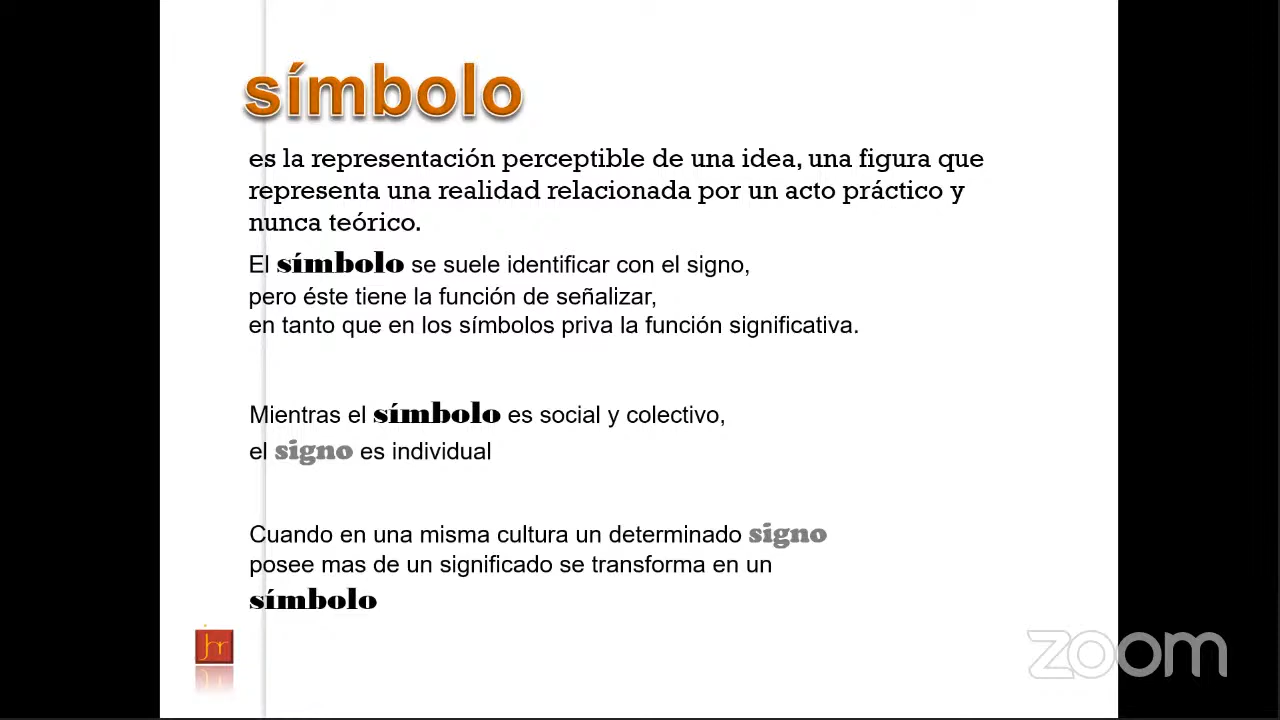 símbolo
es la representación perceptible de una idea, una figura que
representa una realidad relacionada por un acto práctico y
nunca teórico.
El símbolo se suele identificar con el signo,
pero éste tiene la función de señalizar,
en tanto que en los símbolos priva la función significativa.
Mientras el símbolo es social y colectivo,
el signo es individual
Cuando en una misma cultura un determinado signo
posee mas de un significado se transforma en un
símbolo
jhr
zoom